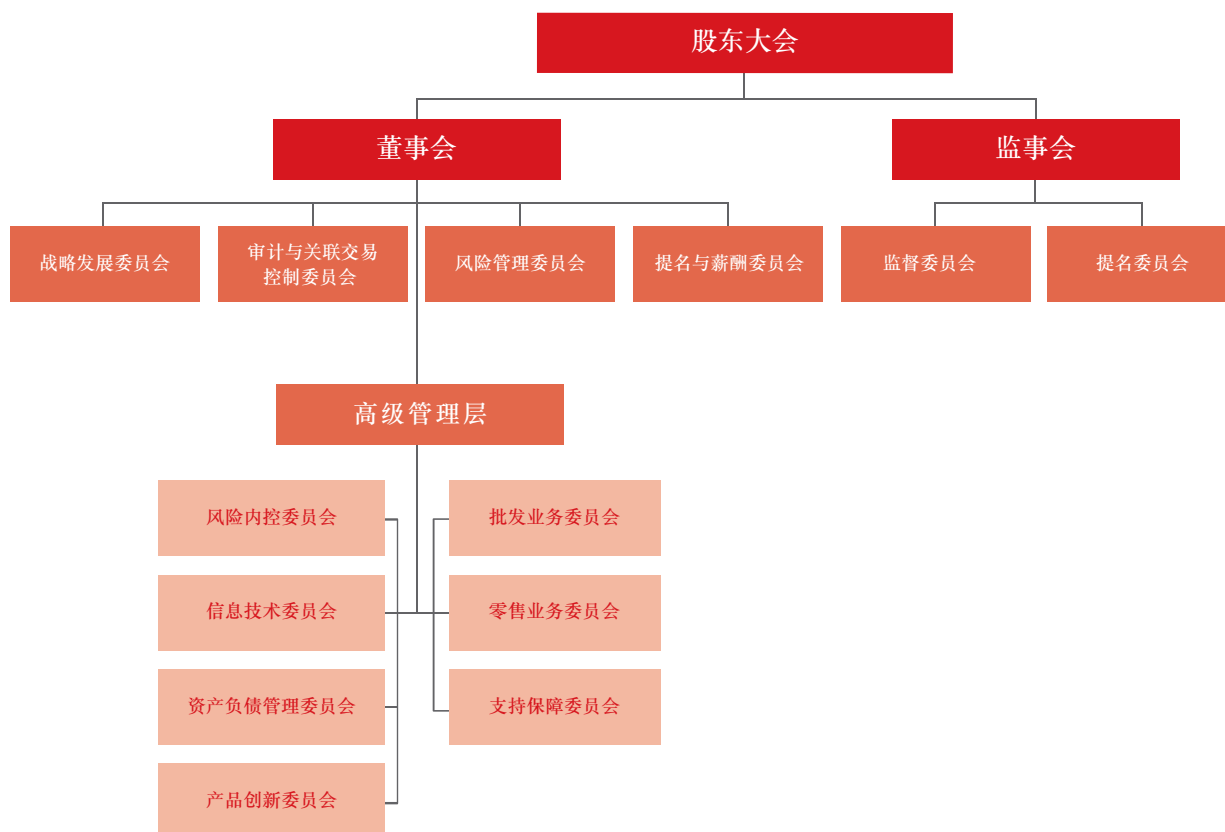 股东大会
董事会
监事会
战略发展委员会
审计与关联交易
控制委员会
风险管理委员会
提名与薪酬委员会
监督委员会
提名委员会
高级管理层
风险内控委员会
批发业务委员会
信息技术委员会
零售业务委员会
资产负债管理委员会
支持保障委员会
产品创新委员会